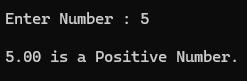 Enter Number : 5
5.00 is a Positive Number.